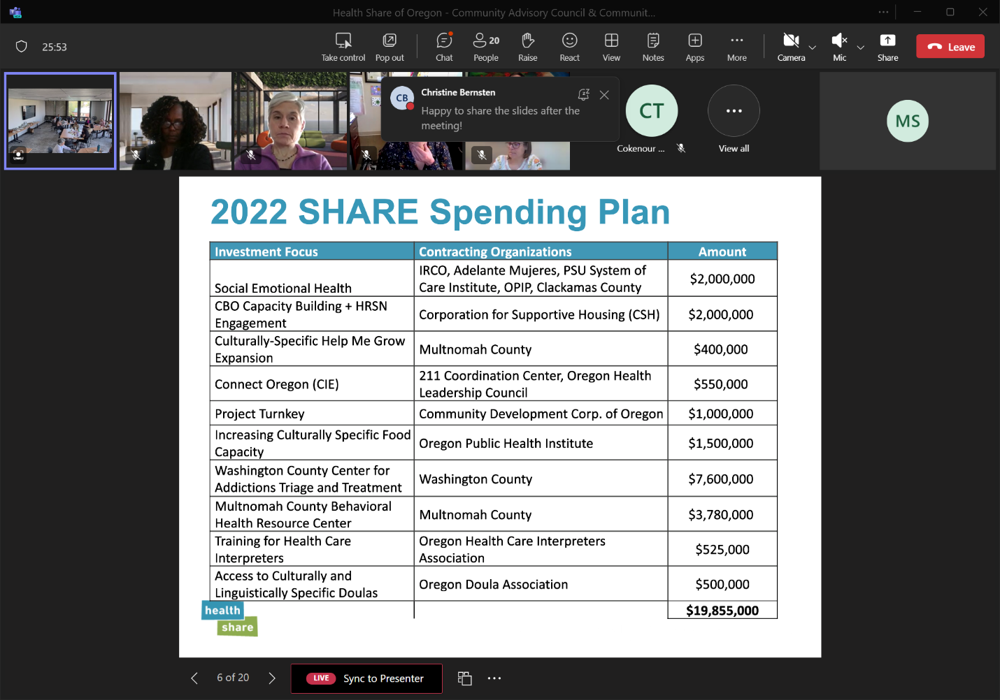 Health Share of Oregon - Community Advisory Council & Communit...
25:53
Take control
Pop out
Chat
20
People
Raise
React
View
Notes
Apps
More
Camera
Mic
Share
Leave
CB
Christine Bernsten
Happy to share the slides after the
meeting!
CT
Cokenour ...
View all
MS
2022 SHARE Spending Plan
Investment Focus Contracting Organizations Amount
Social Emotional Health
IRCO, Adelante Mujeres, PSU System of
Care Institute, OPIP, Clackamas County
$2,000,000
CBO Capacity Building + HRSN
Engagement
Corporation for Supportive Housing (CSH)
$2,000,000
Culturally-Specific Help Me Grow
Expansion
Multnomah County
$400,000
Connect Oregon (CIE)
211 Coordination Center, Oregon Health
Leadership Council
$550,000
Project Turnkey
Community Development Corp. of Oregon
$1,000,000
Increasing Culturally Specific Food
Capacity
Oregon Public Health Institute
$1,500,000
Washington County Center for
Addictions Triage and Treatment
Washington County
$7,600,000
Multnomah County Behavioral
Health Resource Center
Multnomah County
$3,780,000
Training for Health Care
Interpreters
Oregon Health Care Interpreters
Association
$525,000
Access to Culturally and
Linguistically Specific Doulas
Oregon Doula Association
$500,000
$19,855,000
health
share
6 of 20
LIVE Sync to Presenter